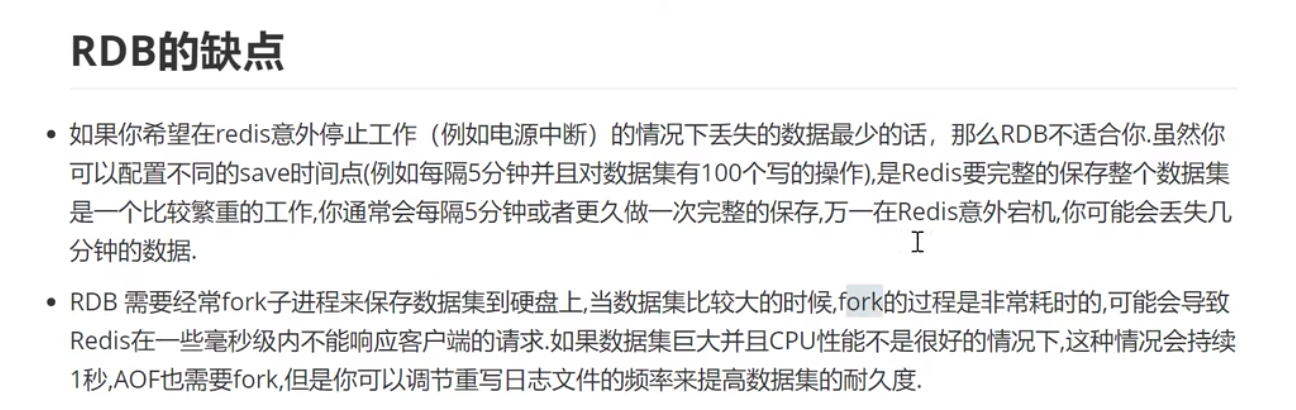 RDB的缺点
如果你希望在redis意外停止工作（例如电源中断）的情况下丢失的数据最少的话，那么RDB不适合你.虽然你
可以配置不同的save时间点(例如每隔5分钟并且对数据集有100个写的操作),是Redis要完整的保存整个数据集
是一个比较繁重的工作,你通常会每隔5分钟或者更久做一次完整的保存,万一在Redis意外宕机,你可能会丢失几
分钟的数据.
RDB 需要经常fork子进程来保存数据集到硬盘上,当数据集比较大的时候,fork的过程是非常耗时的,可能会导致
Redis在一些毫秒级内不能响应客户端的请求.如果数据集巨大并且CPU性能不是很好的情况下,这种情况会持续
1秒,AOF也需要fork,但是你可以调节重写日志文件的频率来提高数据集的耐久度.